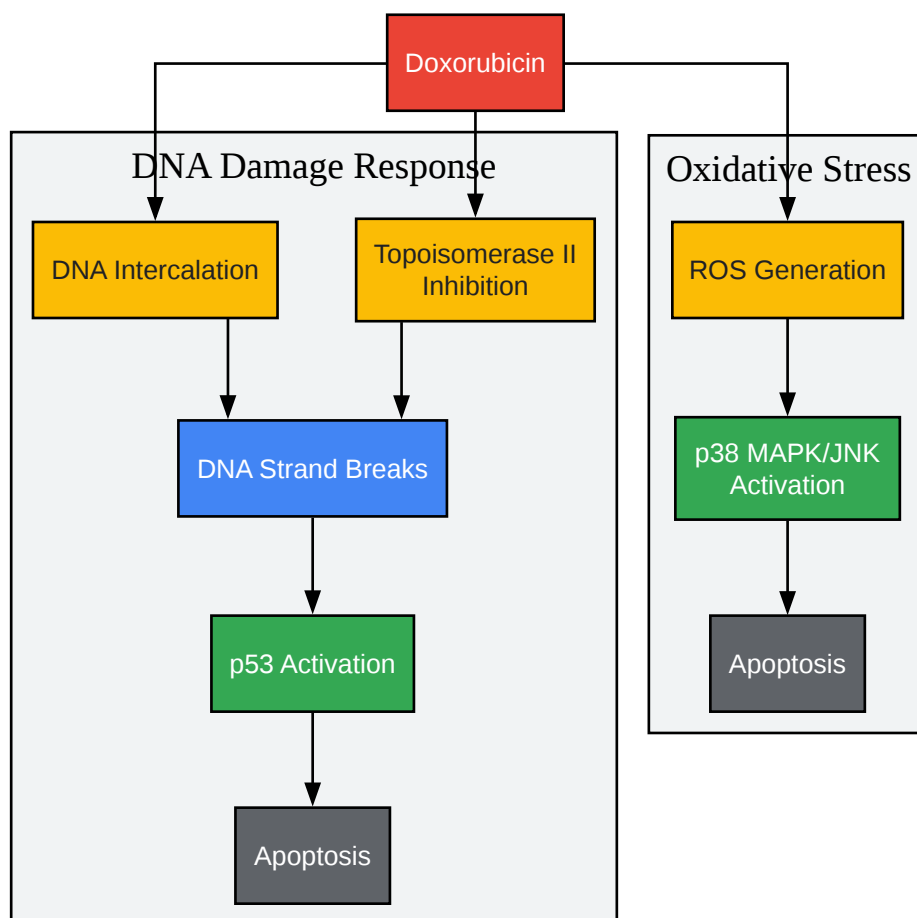 Doxorubicin
DNA Damage Response
Oxidative Stress
DNA Intercalation
Topoisomerase II
Inhibition
ROS Generation
DNA Strand Breaks
p38 MAPK/JNK
Activation
p53 Activation
Apoptosis
Apoptosis